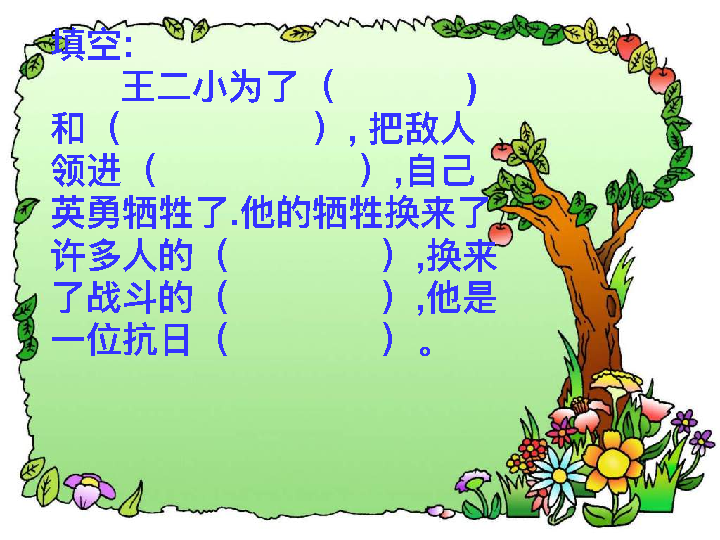 填空:
王二小为了（          )
和（          ）, 把敌人
领进（          ）,自己
英勇牺牲了.他的牺牲换来了
许多人的（          ）,换来
了战斗的（          ）,他是
一位抗日（          ）。